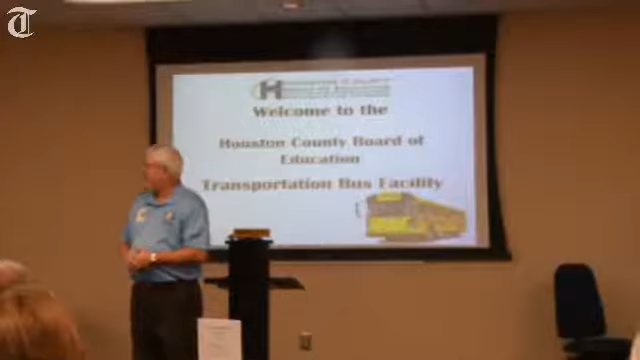 T
H
Welcome to the
Houston County Board of
Education
Transportation Bus Facility